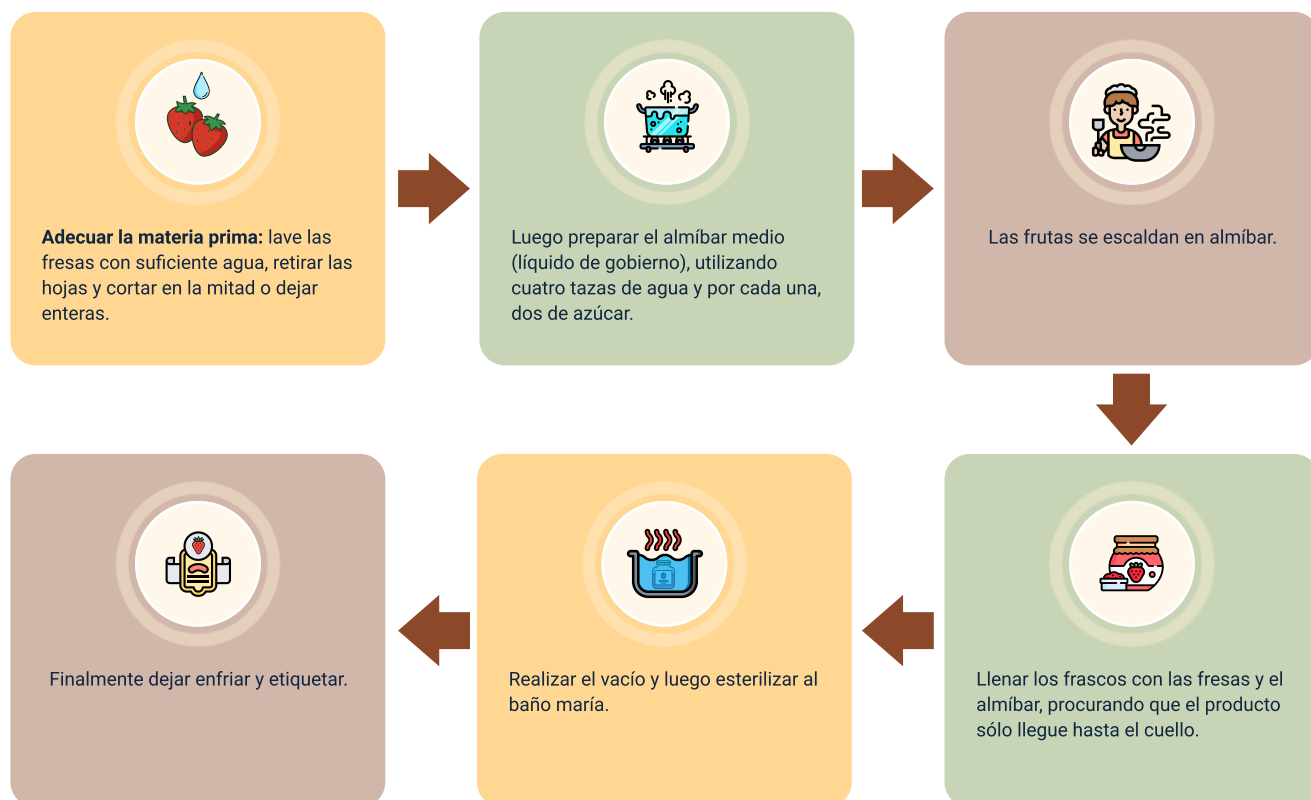 Adecuar la materia prima: lave las
fresas con suficiente agua, retirar las
hojas y cortar en la mitad o dejar
enteras.
Luego preparar el almíbar medio
(líquido de gobierno), utilizando
cuatro tazas de agua y por cada una,
dos de azúcar.
Las frutas se escaldan en almíbar.
Llenar los frascos con las fresas y el
almíbar, procurando que el producto
sólo llegue hasta el cuello.
Realizar el vacío y luego esterilizar al
baño maría.
Finalmente dejar enfriar y etiquetar.